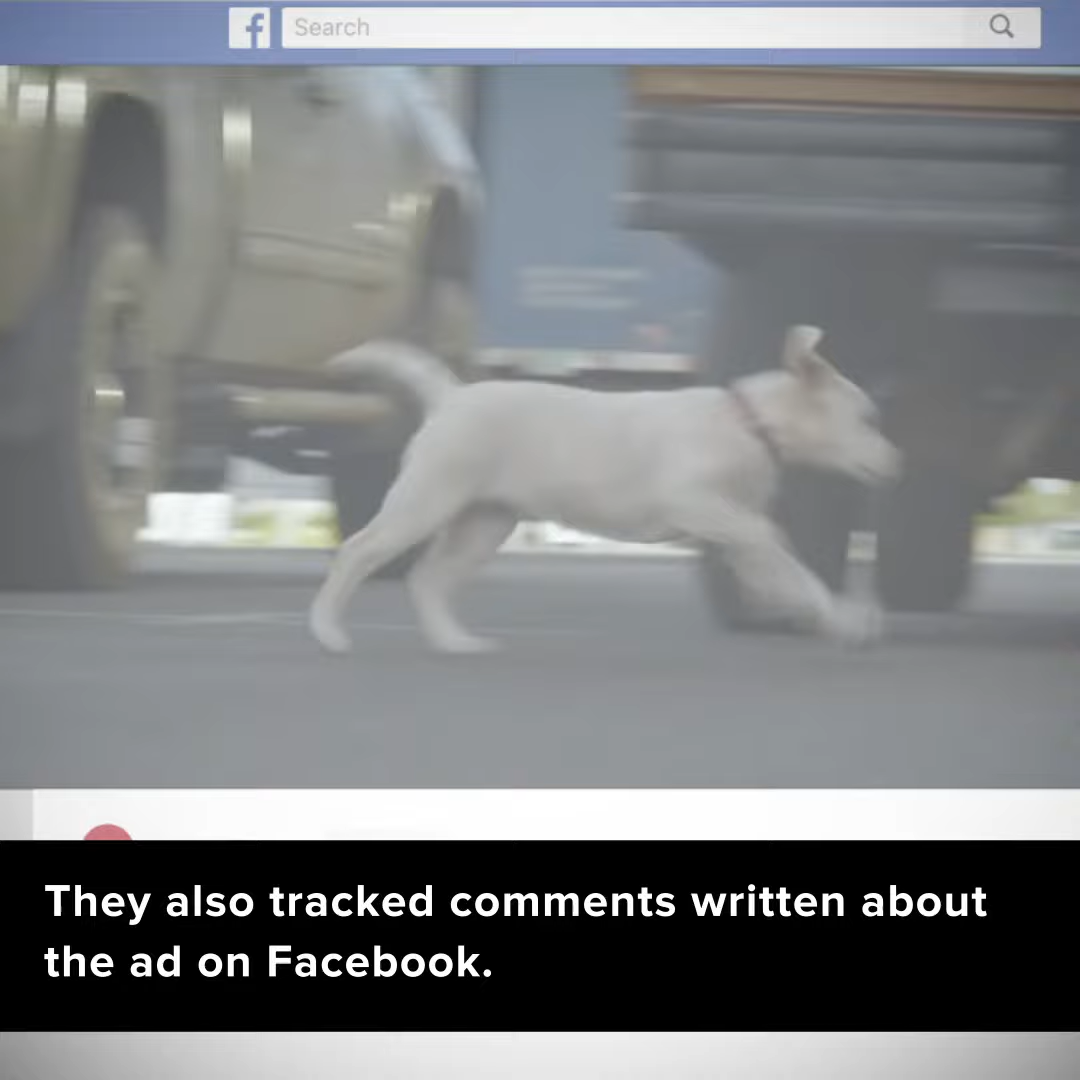 f Search
They also tracked comments written about
the ad on Facebook.